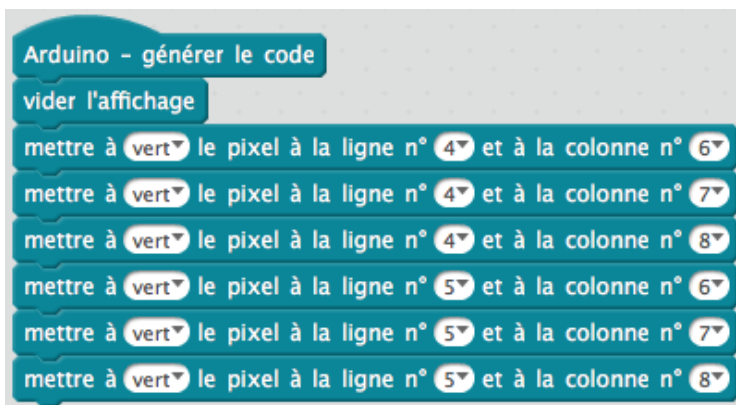 Arduino - générer le code
vider l'affichage
mettre à vert le pixel à la ligne n° 4 et à la colonne n° 6
mettre à vert le pixel à la ligne n° 4 et à la colonne n° 7
mettre à vert le pixel à la ligne n° 4 et à la colonne n° 8
mettre à vert le pixel à la ligne n° 5 et à la colonne n° 6
mettre à vert le pixel à la ligne n° 5 et à la colonne n° 7
mettre à vert le pixel à la ligne n° 5 et à la colonne n° 8